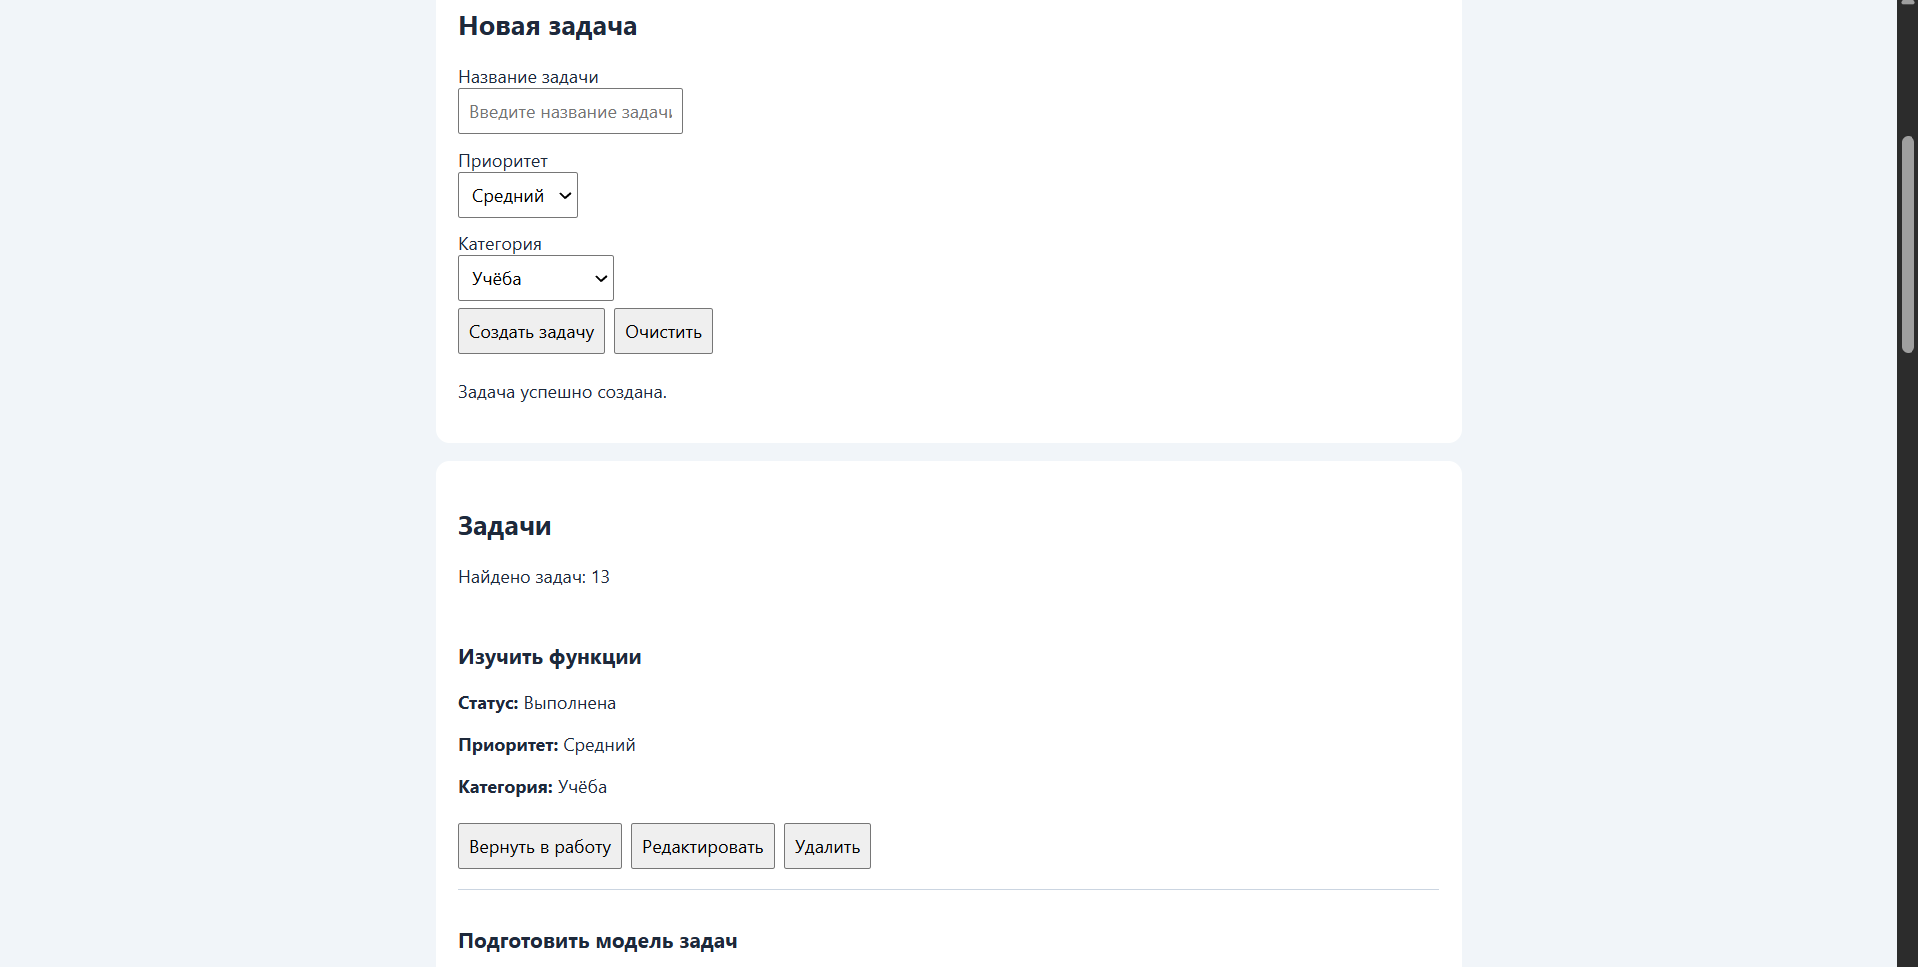 Новая задача
Название задачи
Введите название задачи
Приоритет
Средний
Категория
Учёба
Создать задачу Очистить
Задача успешно создана.
Задачи
Найдено задач: 13
Изучить функции
Статус: Выполнена
Приоритет: Средний
Категория: Учёба
Вернуть в работу Редактировать Удалить
Подготовить модель задач